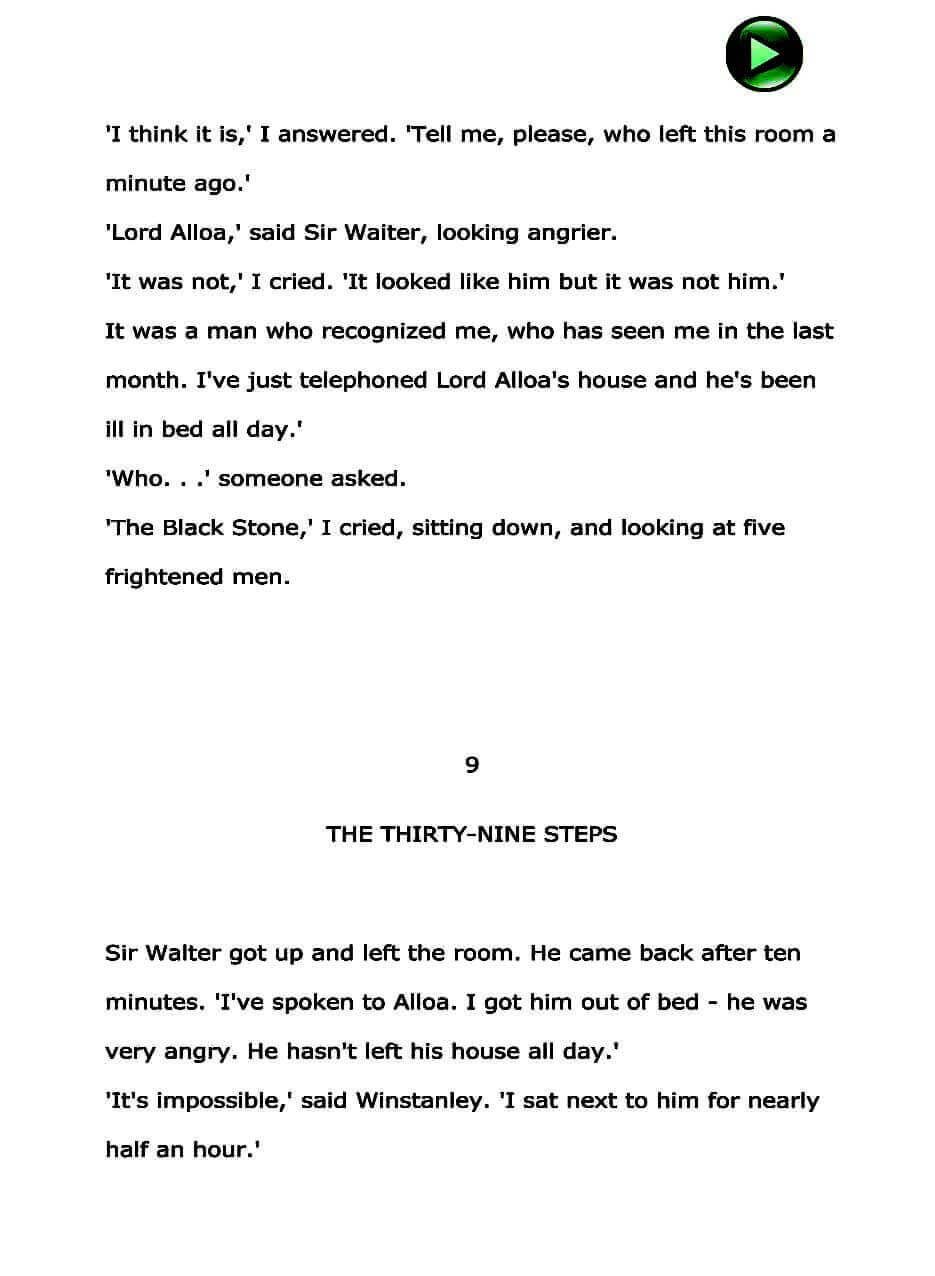 'I think it is,' I answered. 'Tell me, please, who left this room a
minute ago.'
'Lord Alloa,' said Sir Waiter, looking angrier.
'It was not,' I cried. 'It looked like him but it was not him.'
It was a man who recognized me, who has seen me in the last
month. I've just telephoned Lord Alloa's house and he's been
ill in bed all day.'
'Who. . .' someone asked.
'The Black Stone,' I cried, sitting down, and looking at five
frightened men.
9
THE THIRTY-NINE STEPS
Sir Walter got up and left the room. He came back after ten
minutes. 'I've spoken to Alloa. I got him out of bed - he was
very angry. He hasn't left his house all day.'
'It's impossible,' said Winstanley. 'I sat next to him for nearly
half an hour.'